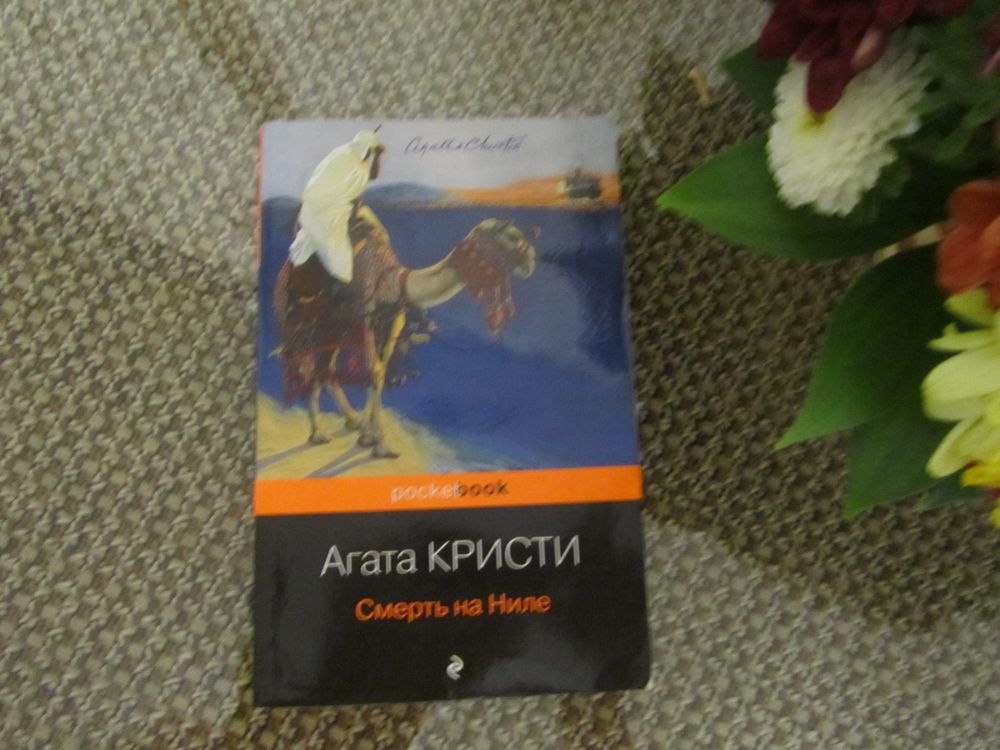 Agatha Christie
pocketbook
Агата КРИСТИ
Смерть на Ниле